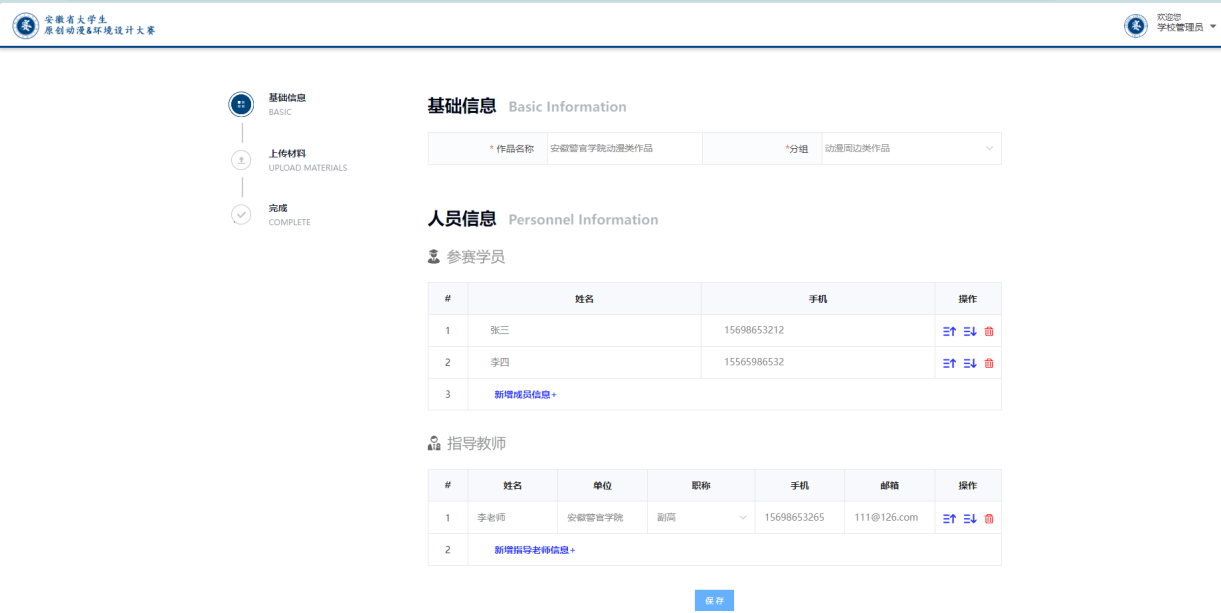 安徽省大学生
原创动漫&环境设计大赛
欢迎您
学校管理员
基础信息
BASIC
上传材料
UPLOAD MATERIALS
完成
COMPLETE
基础信息 Basic Information
* 作品名称 安徽警官学院动漫类作品 *分组 动漫周边类作品
人员信息 Personnel Information
参赛学员
# 姓名 手机 操作
1 张三 15698653212
2 李四 15565986532
3 新增成员信息+
指导教师
# 姓名 单位 职称 手机 邮箱 操作
1 李老师 安徽警官学院 副高 15698653265 111@126.com
2 新增指导老师信息+
保存